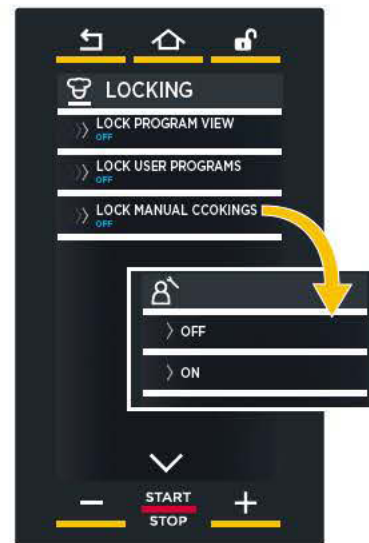 LOCKING
LOCK PROGRAM VIEW
OFF
LOCK USER PROGRAMS
OFF
LOCK MANUAL CCOKINGS
OFF
OFF
ON
START
STOP